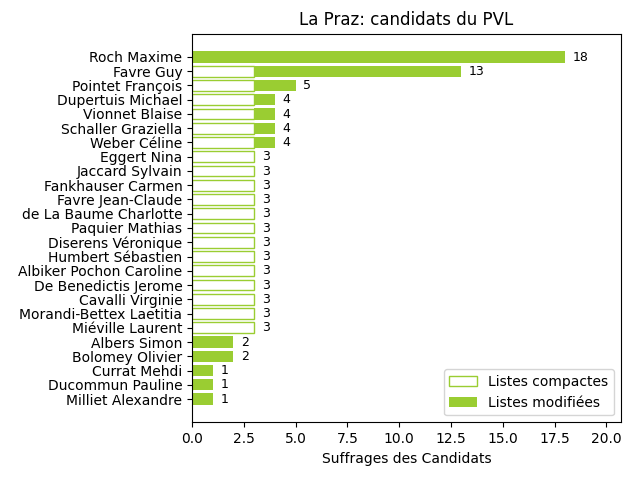 La Praz: candidats du PVL
Roch Maxime 18
Favre Guy 13
Pointet François 5
Dupertuis Michael 4
Vionnet Blaise 4
Schaller Graziella 4
Weber Céline 4
Eggert Nina 3
Jaccard Sylvain 3
Fankhauser Carmen 3
Favre Jean-Claude 3
de La Baume Charlotte 3
Paquier Mathias 3
Diserens Véronique 3
Humbert Sébastien 3
Albiker Pochon Caroline 3
De Benedictis Jerome 3
Cavalli Virginie 3
Morandi-Bettex Laetitia 3
Miéville Laurent 3
Albers Simon 2
Bolomey Olivier 2
Currat Mehdi 1
Ducommun Pauline 1
Milliet Alexandre 1
Listes compactes
Listes modifiées
0.0 2.5 5.0 7.5 10.0 12.5 15.0 17.5 20.0
Suffrages des Candidats